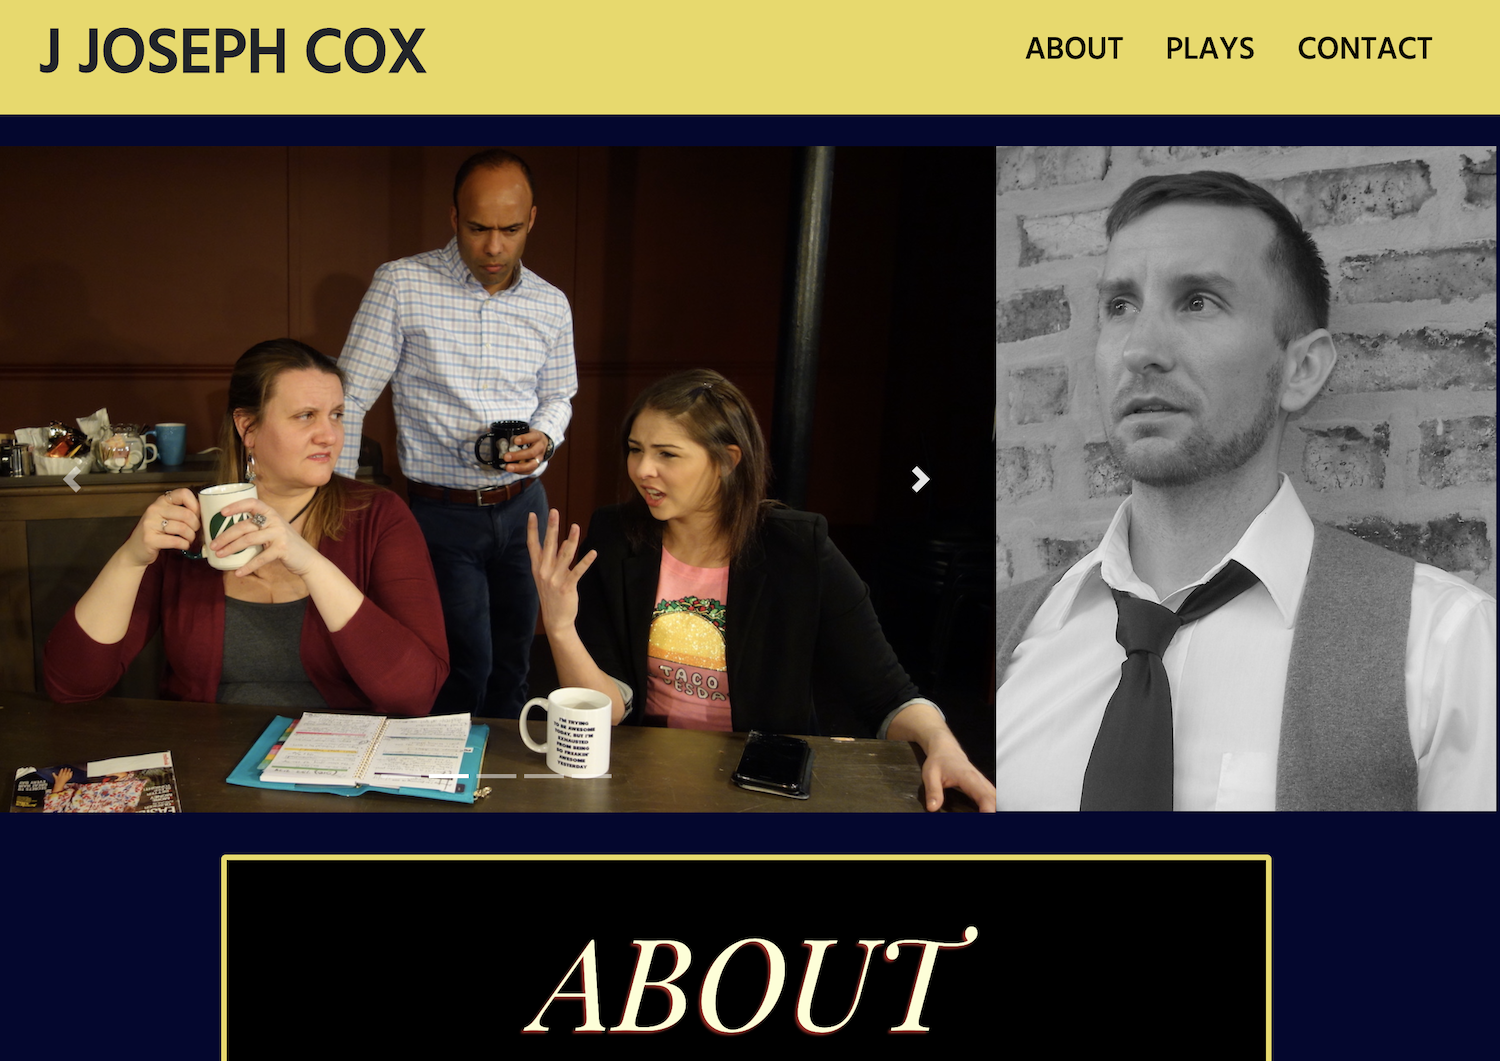 J JOSEPH COX
ABOUT PLAYS CONTACT
TACO
I'M TRYING
TO BE AWESOME
TODAY, BUT I'M
EXHAUSTED
FROM BEING
SO FREAKIN'
AWESOME
YESTERDAY
ABOUT